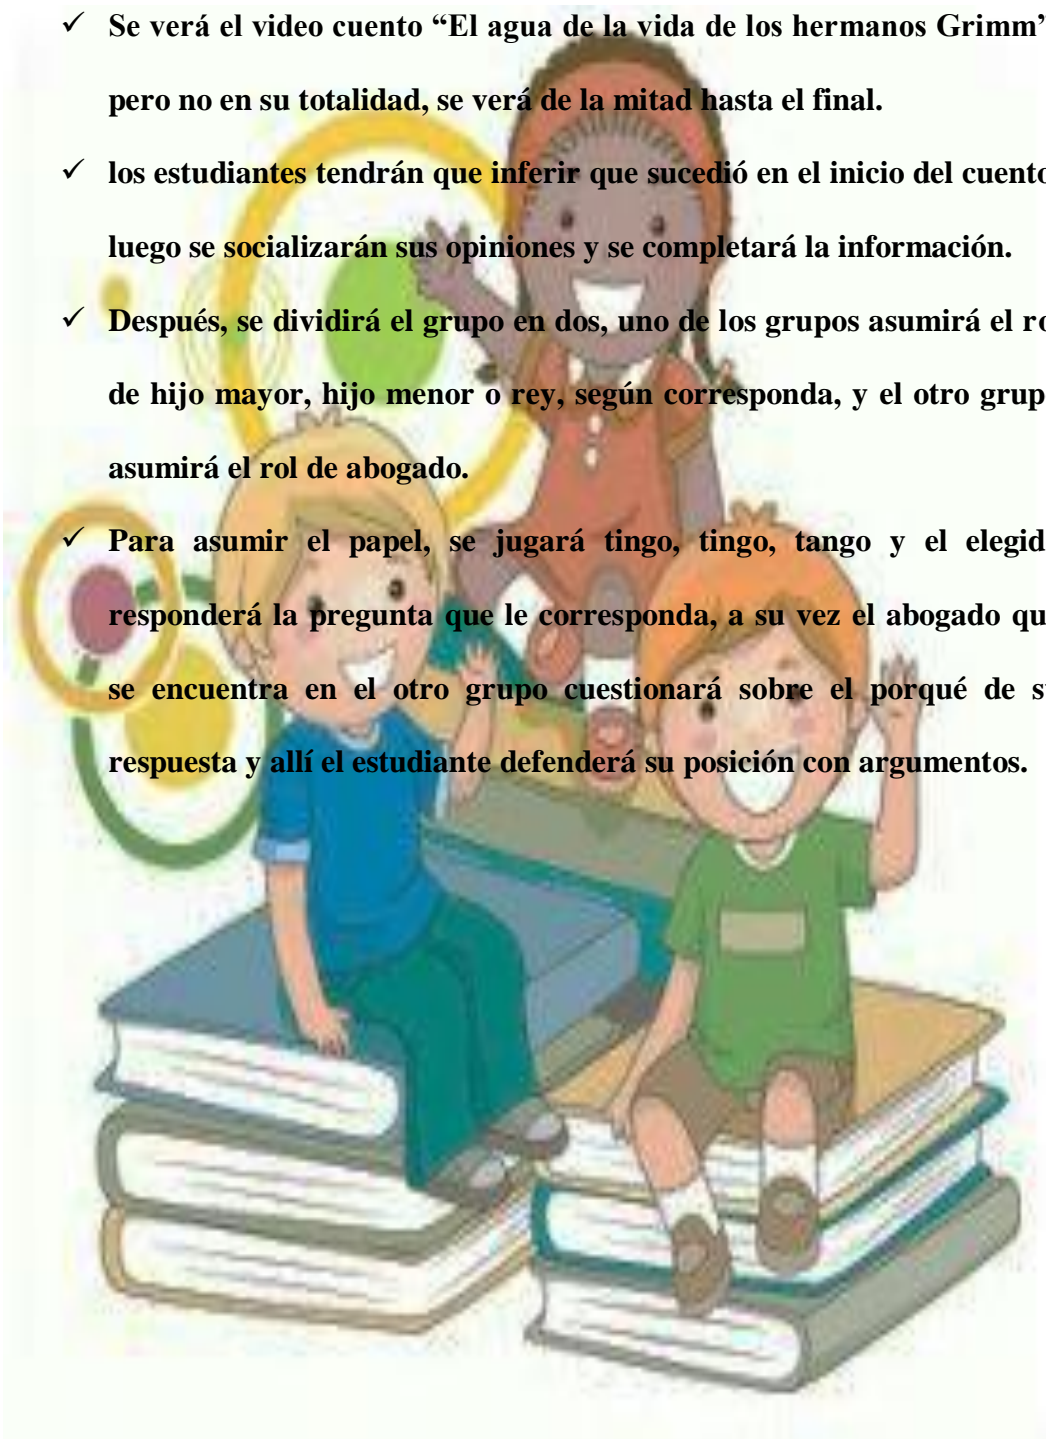 ✓ Se verá el video cuento “El agua de la vida de los hermanos Grimm”
pero no en su totalidad, se verá de la mitad hasta el final.
✓ los estudiantes tendrán que inferir que sucedió en el inicio del cuento
luego se socializarán sus opiniones y se completará la información.
✓ Después, se dividirá el grupo en dos, uno de los grupos asumirá el ro
de hijo mayor, hijo menor o rey, según corresponda, y el otro grup
asumirá el rol de abogado.
✓ Para asumir el papel, se jugará tingo, tingo, tango y el elegid
responderá la pregunta que le corresponda, a su vez el abogado qu
se encuentra en el otro grupo cuestionará sobre el porqué de s
respuesta y allí el estudiante defenderá su posición con argumentos.